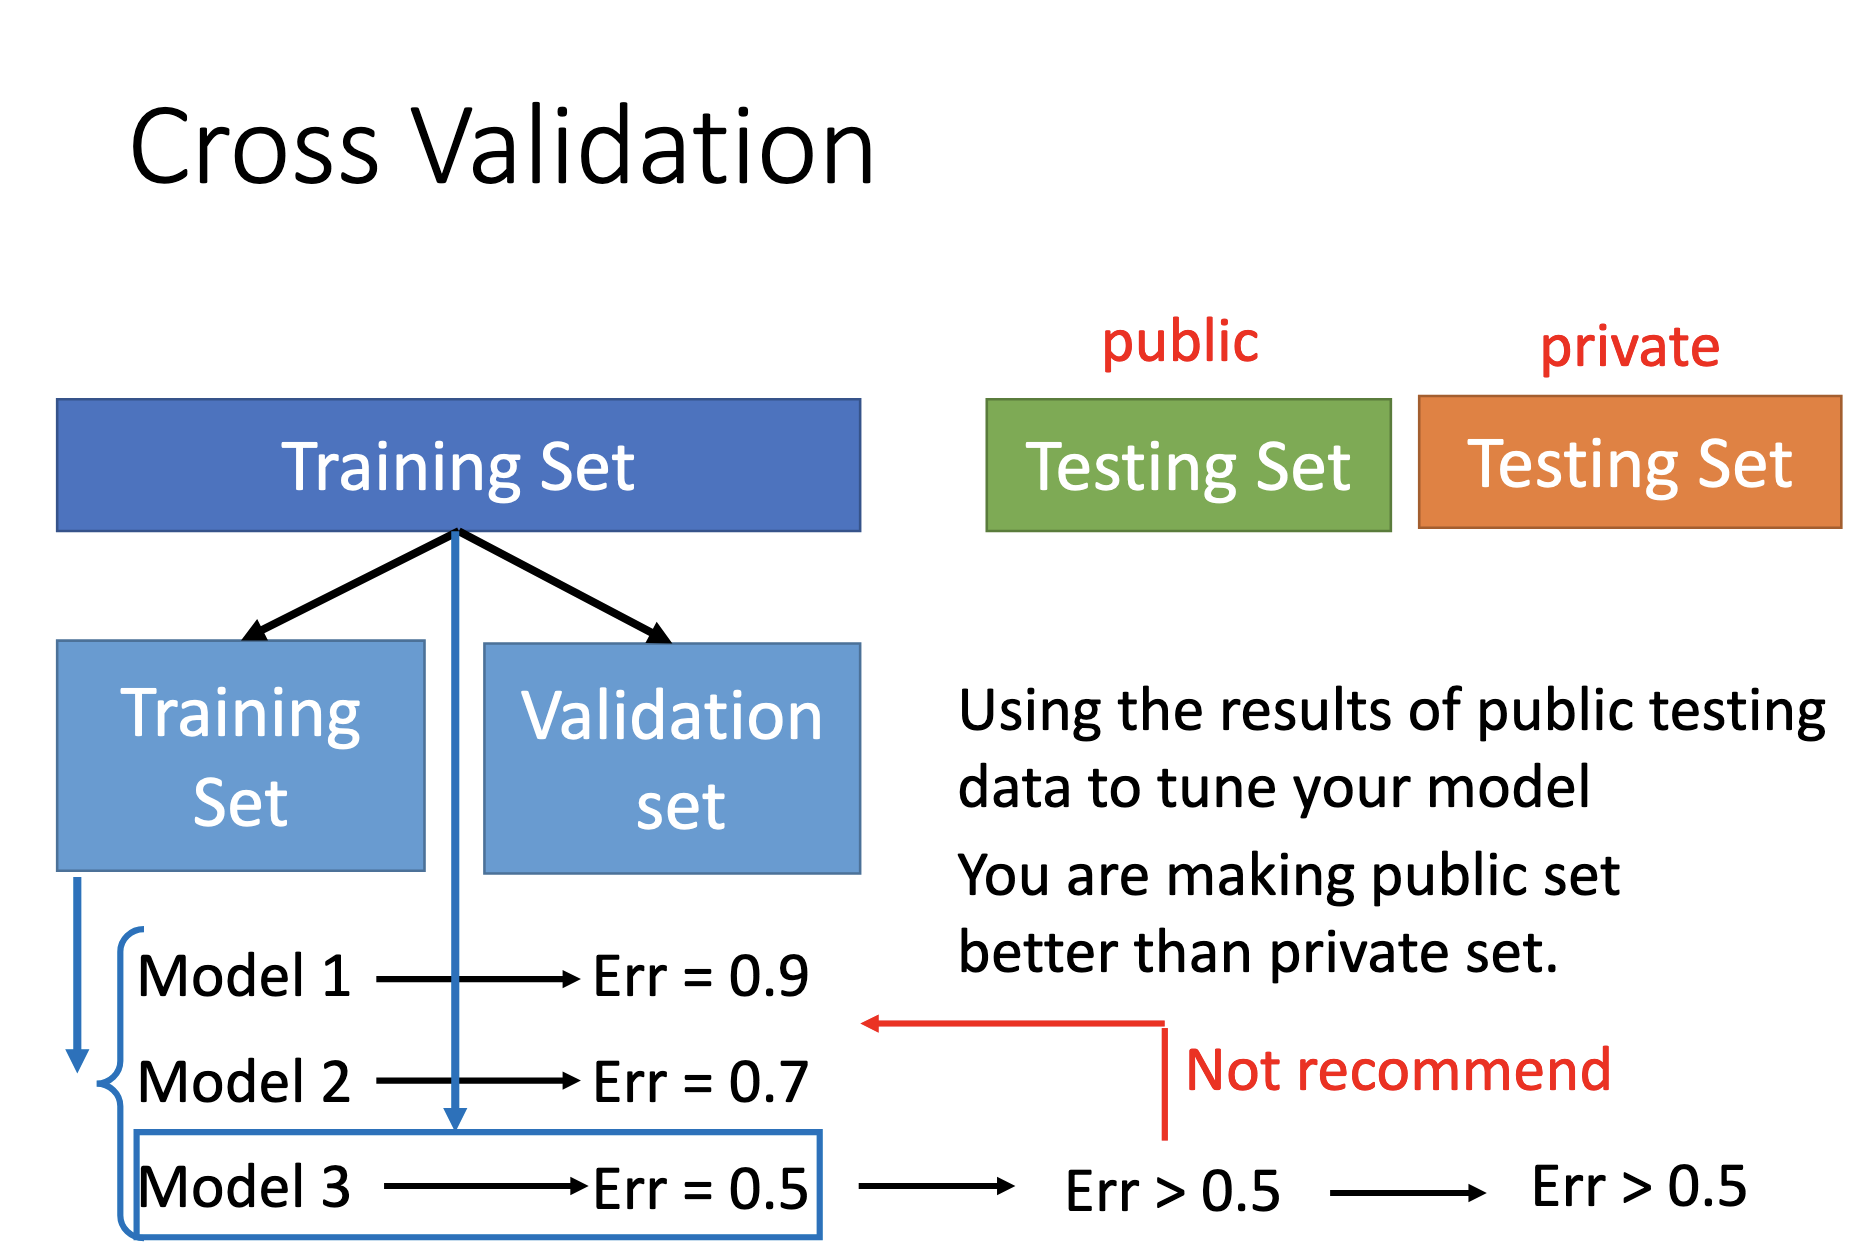 Cross Validation
public
private
Training Set
Testing Set
Testing Set
Training
Set
Validation
set
Using the results of public testing
data to tune your model
You are making public set
better than private set.
Model 1
Err = 0.9
Not recommend
Model 2
Err = 0.7
Model 3
Err = 0.5
Err > 0.5
Err > 0.5